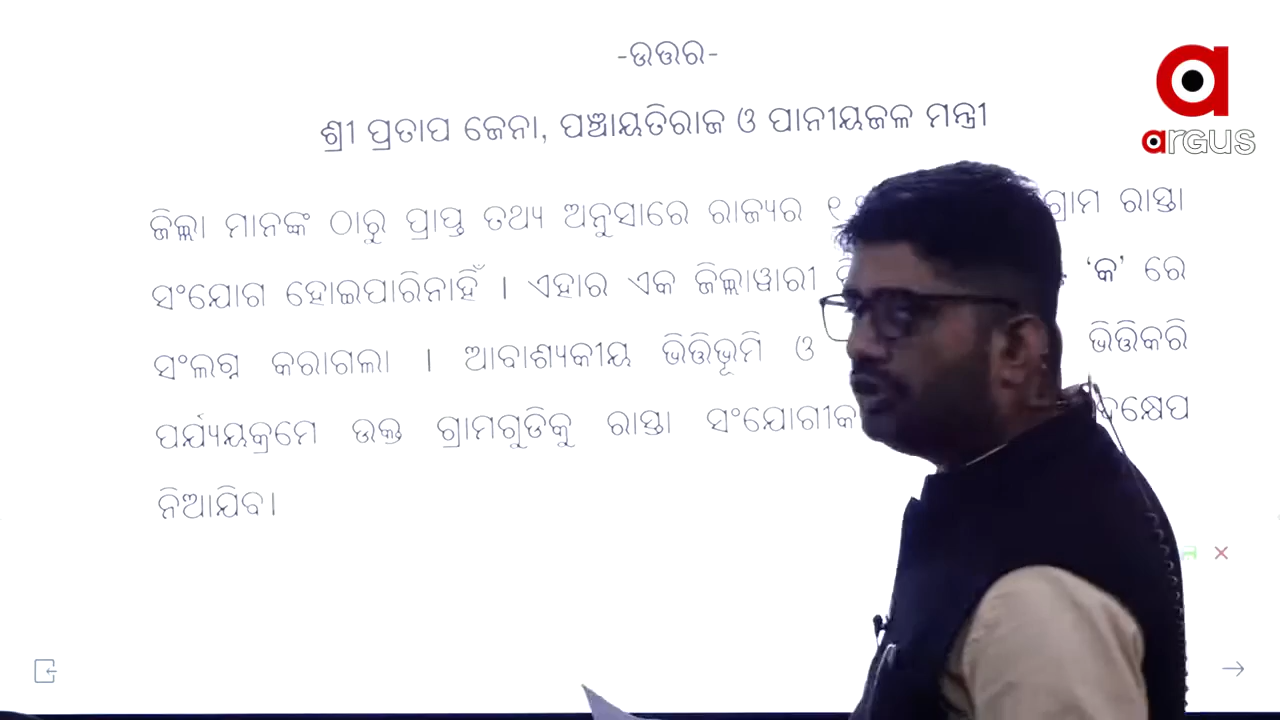 -ଉତ୍ତର-
ଶ୍ରୀ ପ୍ରତାପ ଜେନା, ପଞ୍ଚାୟତିରାଜ ଓ ପାନୀୟଜଳ ମନ୍ତ୍ରୀ
argus
ଜିଲ୍ଲା ମାନଙ୍କ ଠାରୁ ପ୍ରାପ୍ତ ତଥ୍ୟ ଅନୁସାରେ ରାଜ୍ୟର ଗ୍ରାମ ରାସ୍ତା
ସଂଯୋଗ ହୋଇପାରିନାହିଁ । ଏହାର ଏକ ଜିଲ୍ଲାୱାରୀ ‘କ’ ରେ
ସଂଲଗ୍ନ କରାଗଲା । ଆବାଶ୍ୟକୀୟ ଭିତ୍ତିଭୂମି ଓ ଭିତ୍ତିକରି
ପର୍ଯ୍ୟୟକ୍ରମେ ଉକ୍ତ ଗ୍ରାମଗୁଡିକୁ ରାସ୍ତା
ନିଆଯିବ।